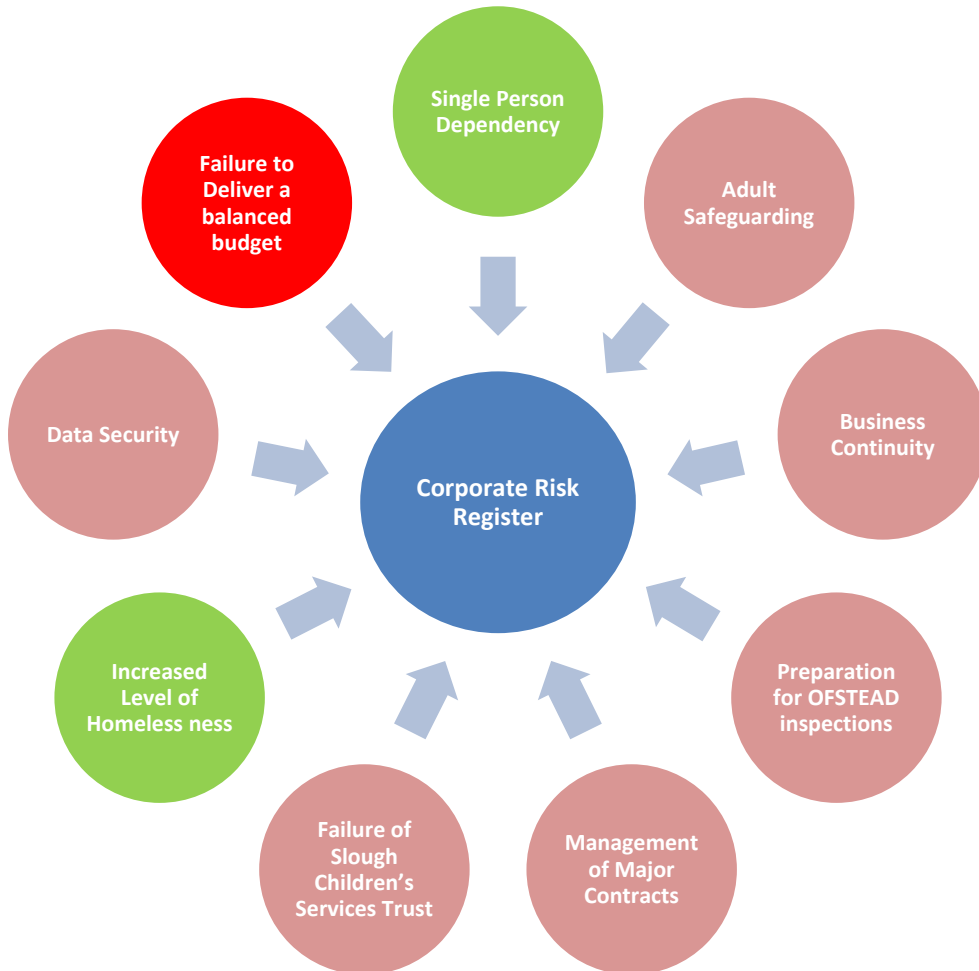 Single Person
Dependency
Adult
Safeguarding
Business
Continuity
Preparation
for OFSTEAD
inspections
Management
of Major
Contracts
Failure of
Slough
Children’s
Services Trust
Increased
Level of
Homeless ness
Data Security
Failure to
Deliver a
balanced
budget
Corporate Risk
Register